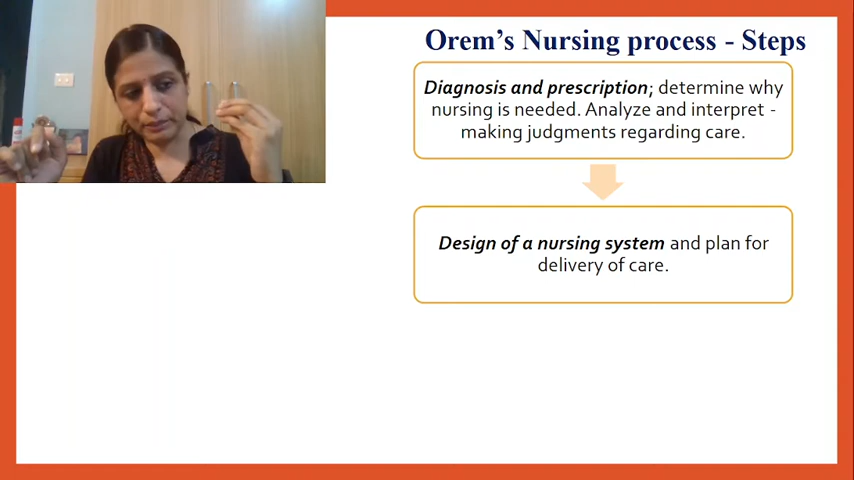 Orem's Nursing process - Steps
Diagnosis and prescription; determine why
nursing is needed. Analyze and interpret -
making judgments regarding care.
Design of a nursing system and plan for
delivery of care.